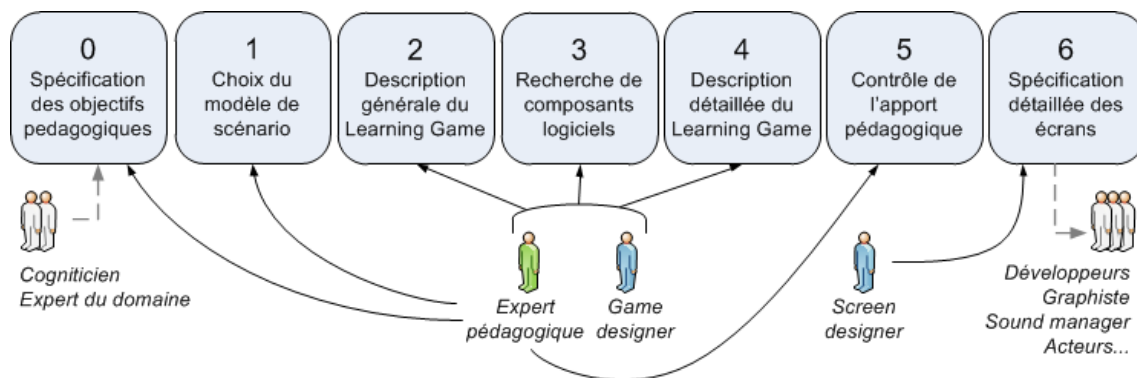 0
Spécification
des objectifs
pedagogiques
1
Choix du
modèle de
scénario
2
Description
générale du
Learning Game
3
Recherche de
composants
logiciels
4
Description
détaillée du
Learning Game
5
Contrôle de
l'apport
pédagogique
6
Spécification
détaillée des
écrans
Cogniticien
Expert du domaine
Expert
pédagogique
Game
designer
Screen
designer
Développeurs
Graphiste
Sound manager
Acteurs...